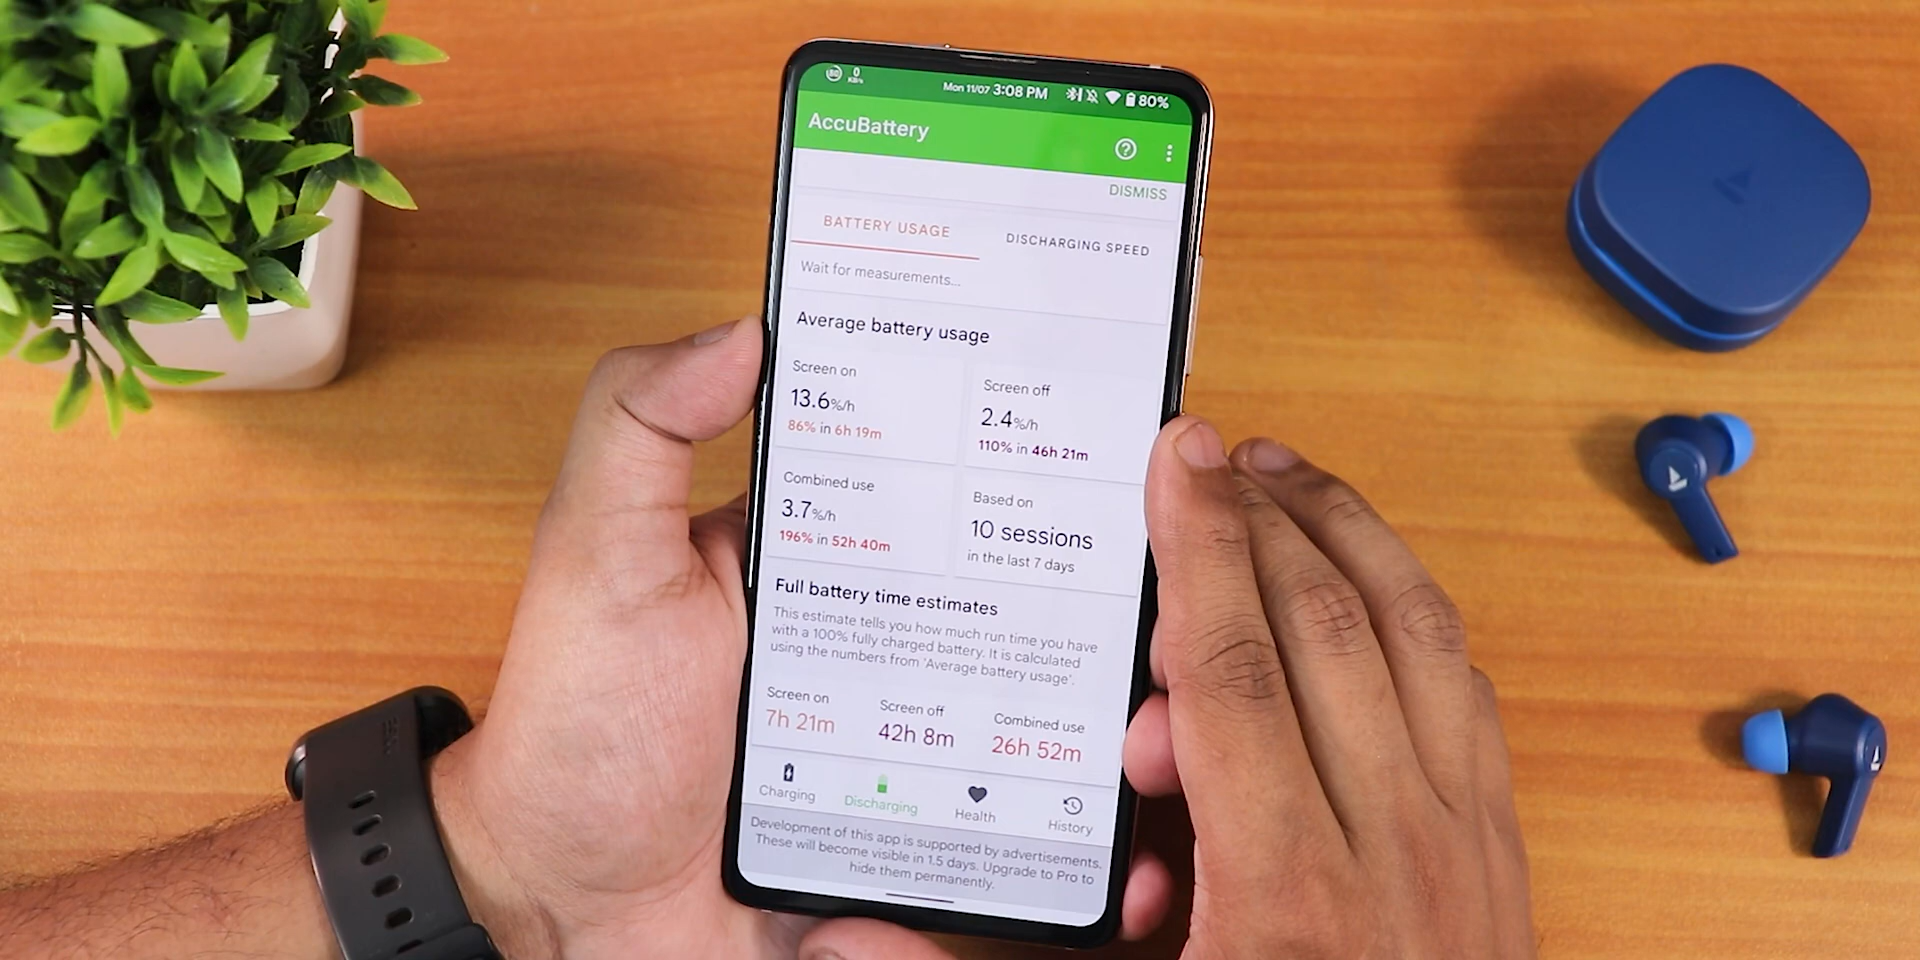 80 0 KB/s Mon 11/07 3:08 PM 80%
AccuBattery
DISMISS
BATTERY USAGE DISCHARGING SPEED
Wait for measurements...
Average battery usage
Screen on
13.6%/h
86% in 6h 19m
Screen off
2.4%/h
110% in 46h 21m
Combined use
3.7%/h
196% in 52h 40m
Based on
10 sessions
in the last 7 days
Full battery time estimates
This estimate tells you how much run time you have
with a 100% fully charged battery. It is calculated
using the numbers from 'Average battery usage'.
Screen on
7h 21m
Screen off
42h 8m
Combined use
26h 52m
Charging
Discharging
Health
History
Development of this app is supported by advertisements.
These will become visible in 1.5 days. Upgrade to Pro to
hide them permanently.